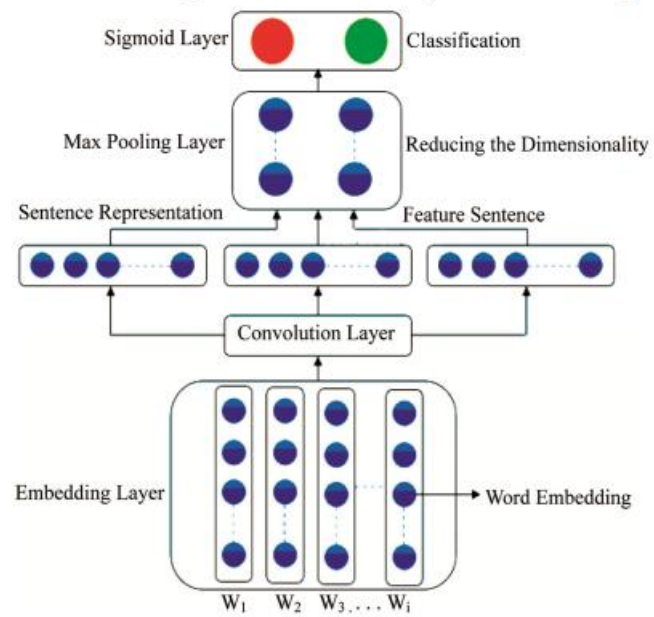 Sigmoid Layer
Classification
Max Pooling Layer
Reducing the Dimensionality
Sentence Representation
Feature Sentence
Convolution Layer
Embedding Layer
Word Embedding
W1 W2 W3 . . . . Wi